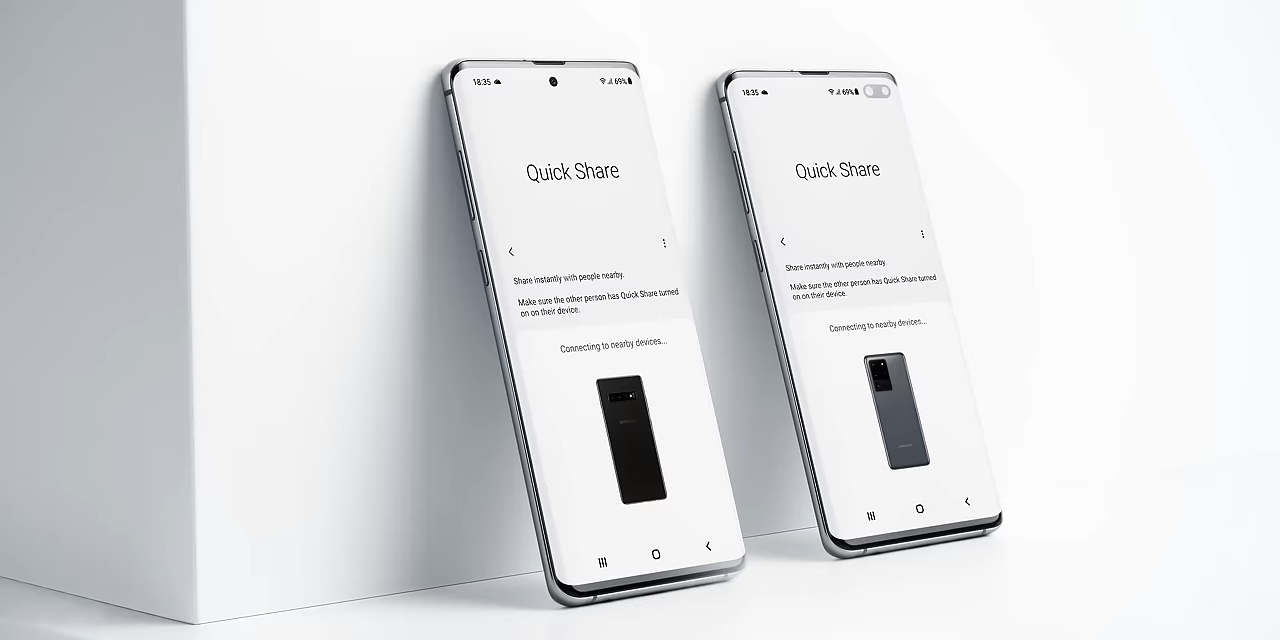 18:35
69%
Quick Share
Share instantly with people nearby.
Make sure the other person has Quick Share turned
on on their device.
Connecting to nearby devices...
18:35
69%
Quick Share
Share instantly with people nearby.
Make sure the other person has Quick Share turned
on on their device.
Connecting to nearby devices...